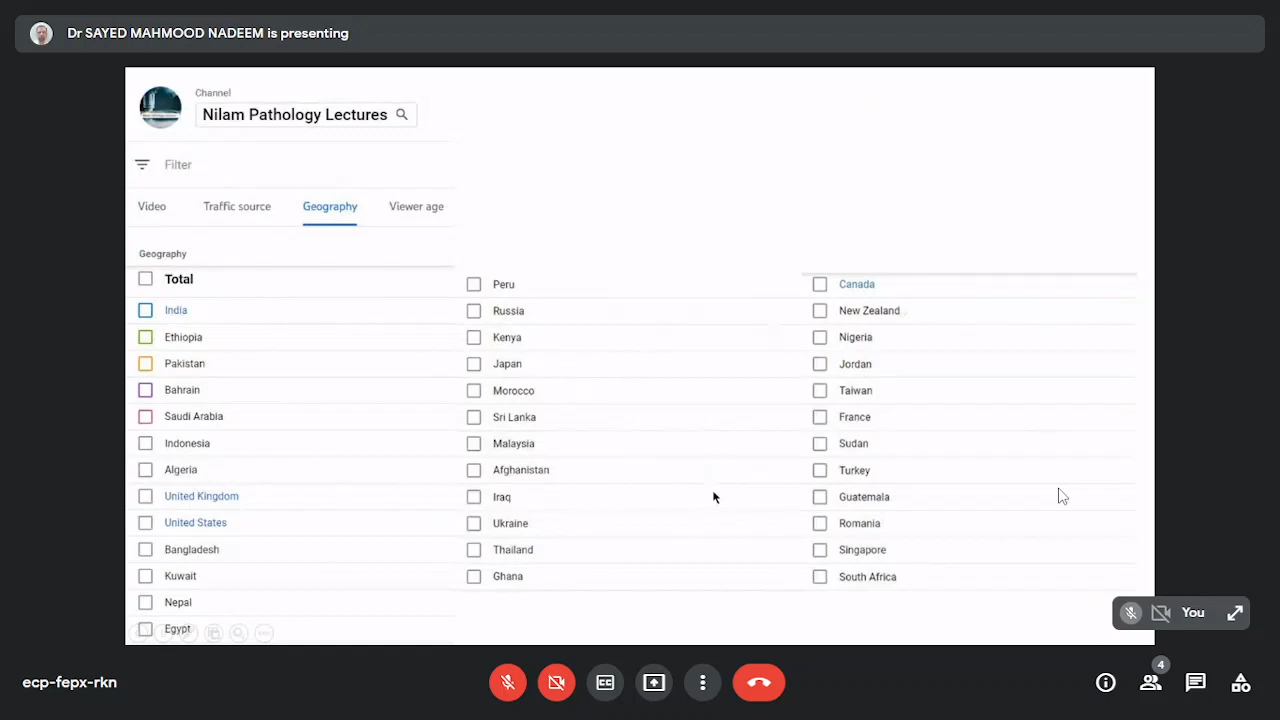 Dr SAYED MAHMOOD NADEEM is presenting
Channel
Nilam Pathology Lectures
Filter
Video Traffic source Geography Viewer age
Geography
Total
India
Ethiopia
Pakistan
Bahrain
Saudi Arabia
Indonesia
Algeria
United Kingdom
United States
Bangladesh
Kuwait
Nepal
Egypt
Peru
Russia
Kenya
Japan
Morocco
Sri Lanka
Malaysia
Afghanistan
Iraq
Ukraine
Thailand
Ghana
Canada
New Zealand
Nigeria
Jordan
Taiwan
France
Sudan
Turkey
Guatemala
Romania
Singapore
South Africa
You
ecp-fepx-rkn
CC
4